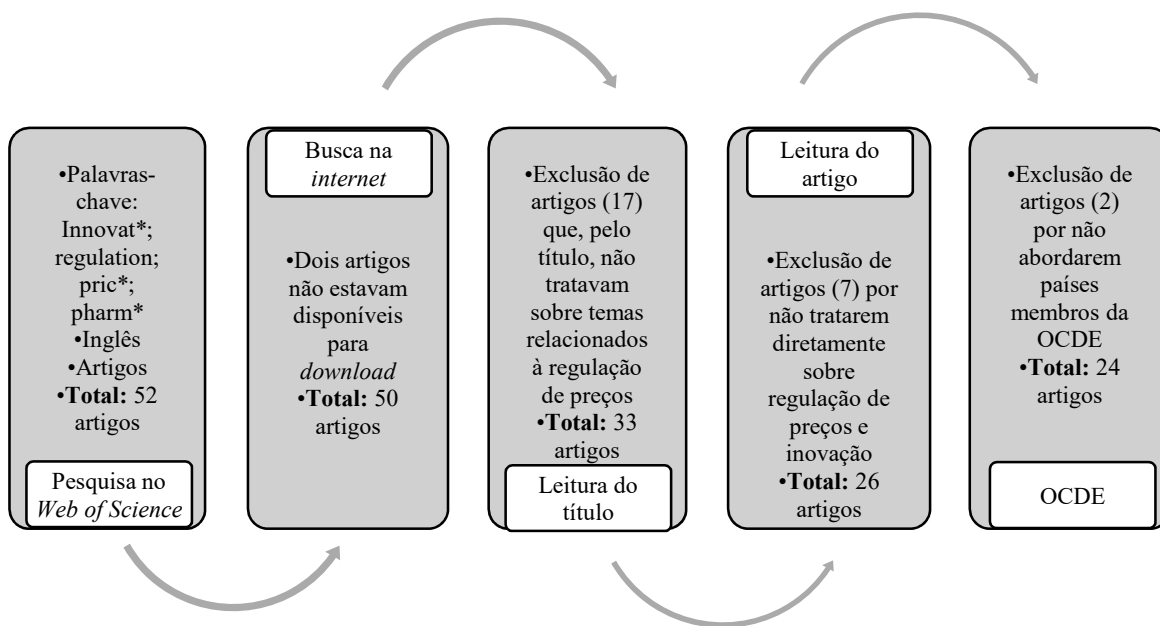 •Palavras-
chave:
Innovat*;
regulation;
pric*;
pharm*
•Inglês
•Artigos
•Total: 52
artigos
Pesquisa no
Web of Science
Busca na
internet
•Dois artigos
não estavam
disponíveis
para
download
•Total: 50
artigos
•Exclusão de
artigos (17)
que, pelo
título, não
tratavam
sobre temas
relacionados
à regulação
de preços
•Total: 33
artigos
Leitura do
título
Leitura do
artigo
•Exclusão de
artigos (7) por
não tratarem
diretamente
sobre
regulação de
preços e
inovação
•Total: 26
artigos
•Exclusão de
artigos (2)
por não
abordarem
países
membros da
OCDE
•Total: 24
artigos
OCDE